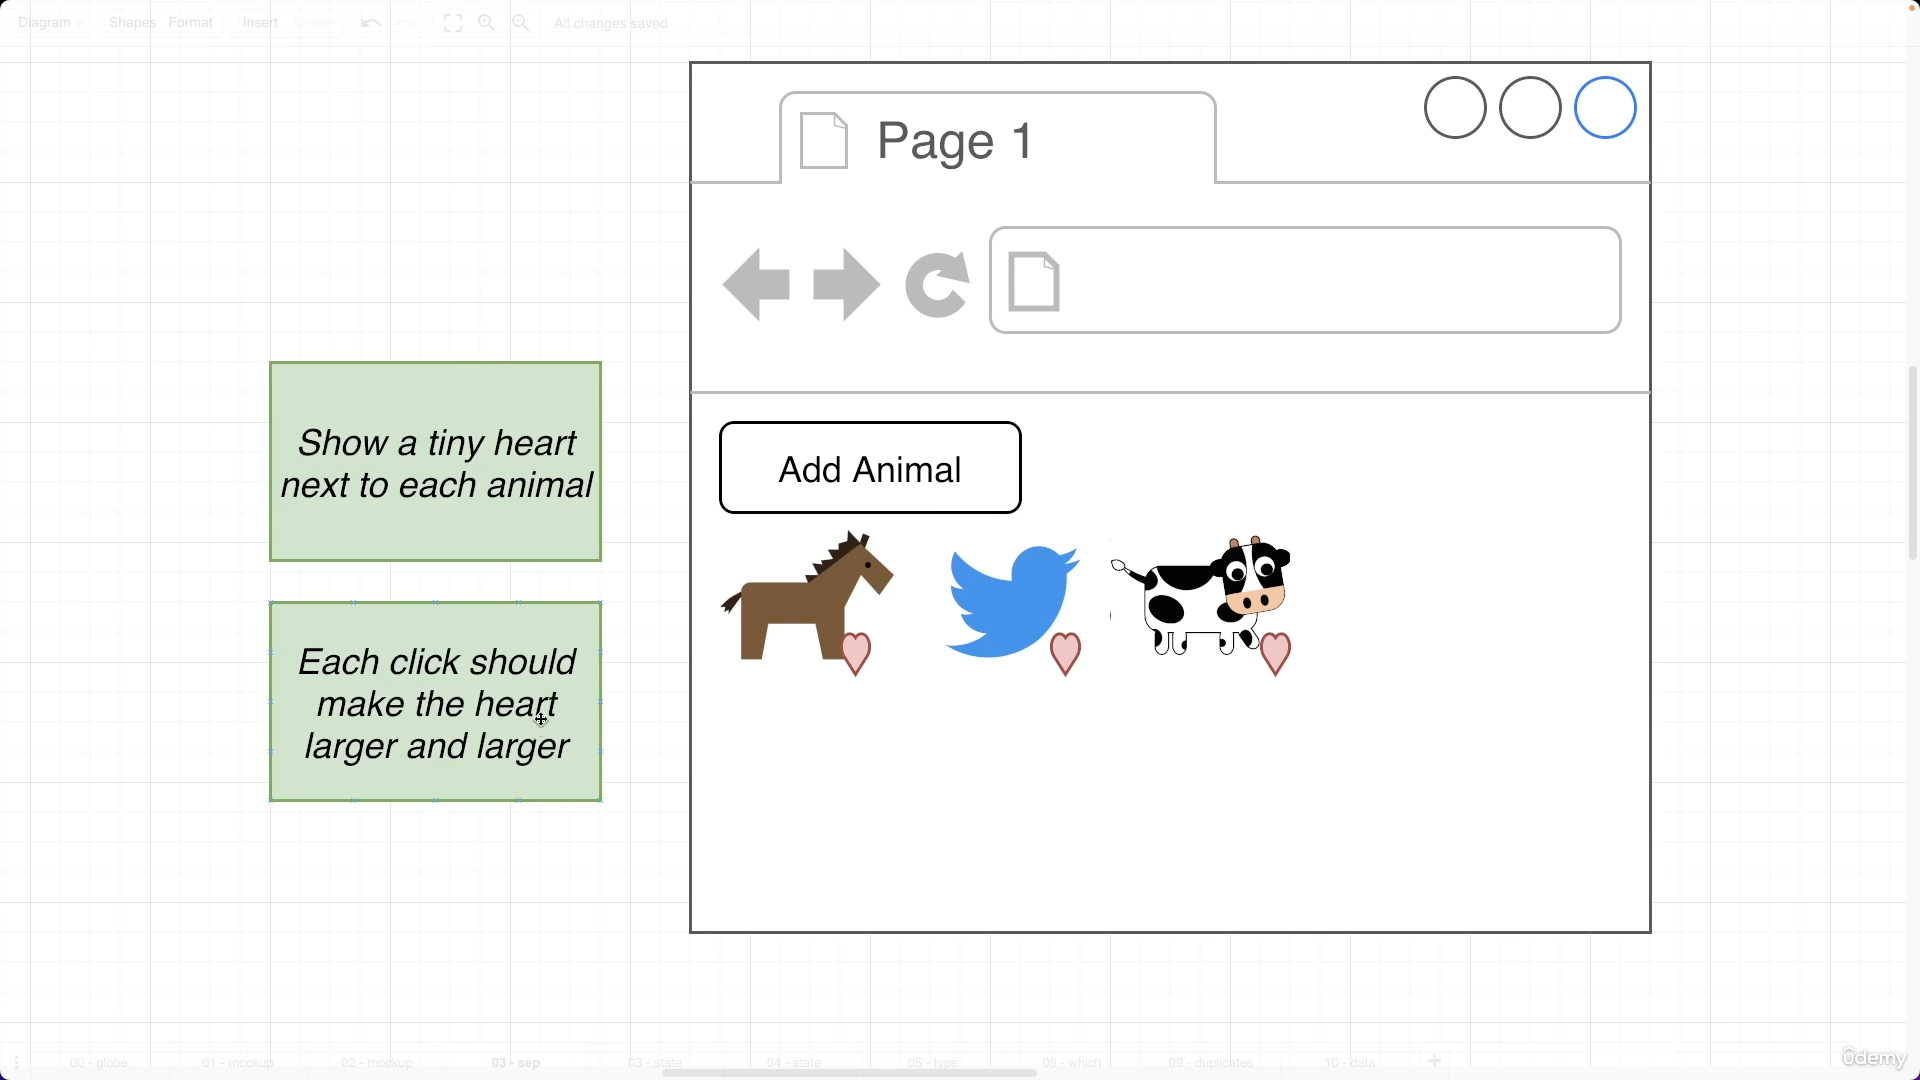 Diagram
Shapes
Format
Insert
Delete
All changes saved
Page 1
Show a tiny heart
next to each animal
Add Animal
Each click should
make the heart
larger and larger
00 - globe
01 - mockup
02 - mockup
03 - sep
03 - state
04 - state
05 - type
08 - which
09 - duplicates
10 - data
ûdemy